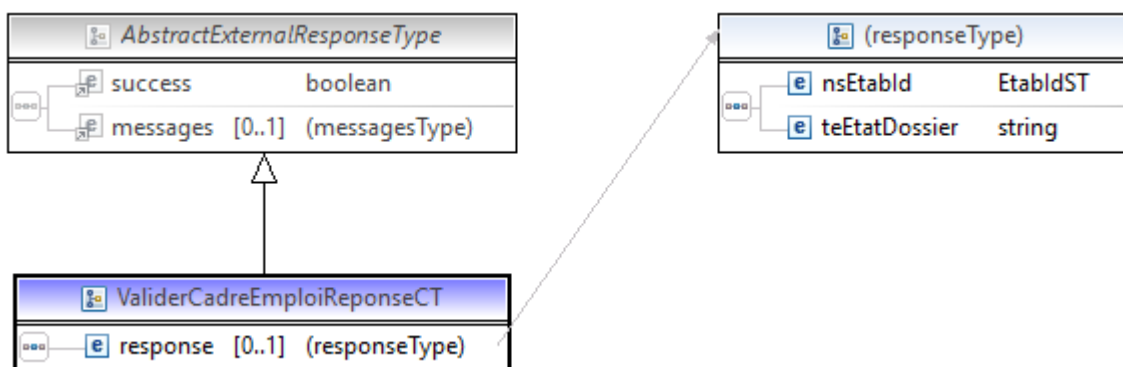 AbstractExternalResponseType
success boolean
messages [0..1] (messagesType)
(responseType)
nsEtabId EtabIdST
teEtatDossier string
ValiderCadreEmploiReponseCT
response [0..1] (responseType)